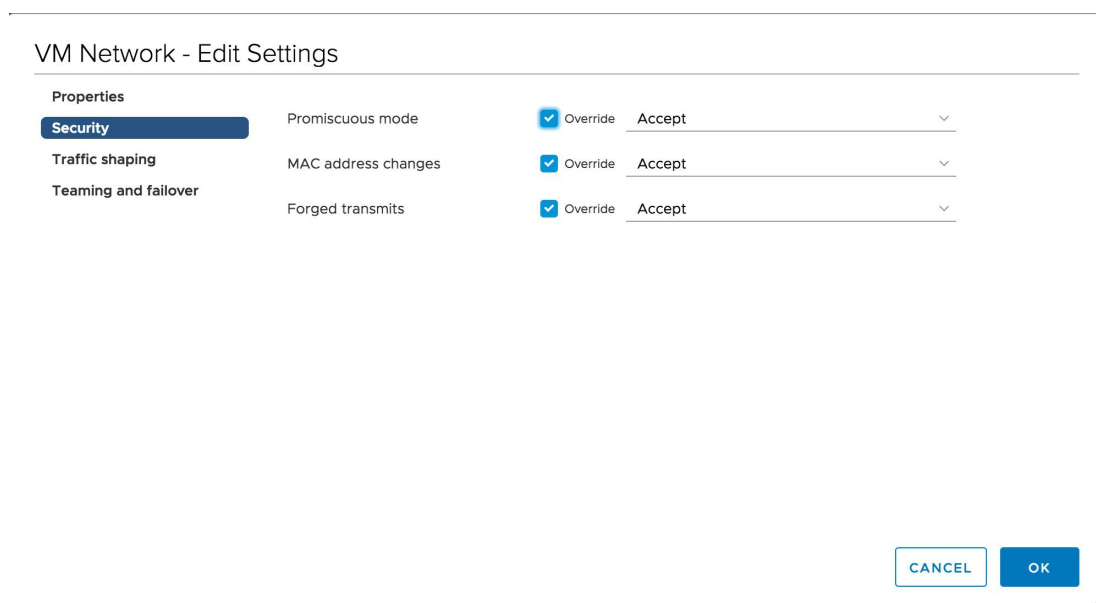 VM Network - Edit Settings
Properties
Security
Traffic shaping
Teaming and failover
Promiscuous mode Override Accept
MAC address changes Override Accept
Forged transmits Override Accept
CANCEL OK